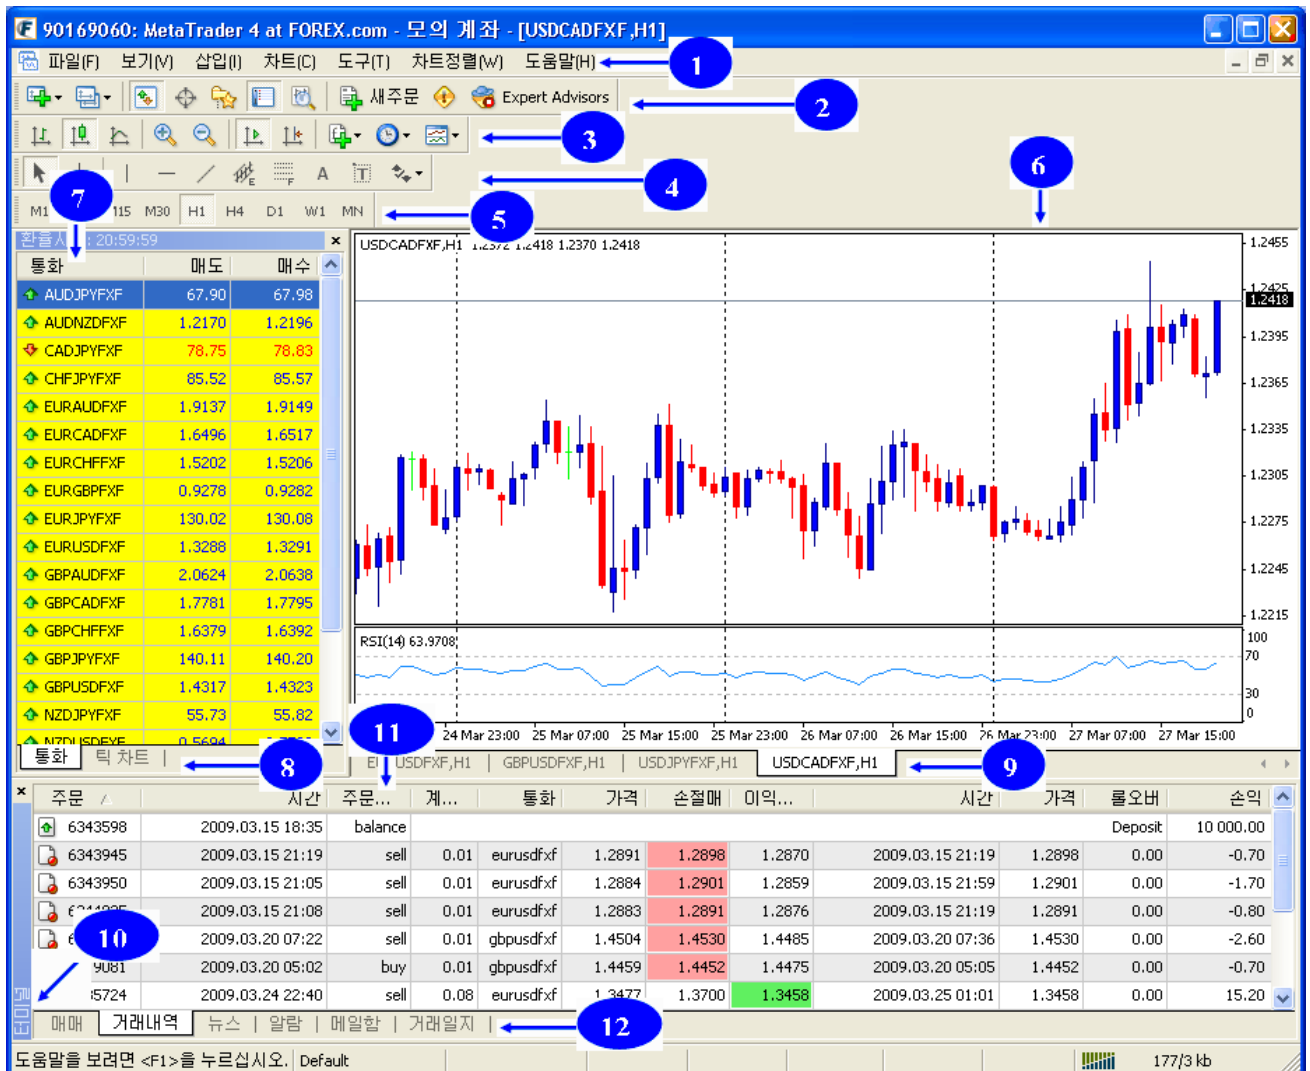 90169060: MetaTrader 4 at FOREX.com - 모의 계좌 - [USDCADFXF,H1]
파일(F) 보기(V) 삽입(I) 차트(C) 도구(T) 차트정렬(W) 도움말(H)
1
새주문 Expert Advisors
2
3
4
E F A T
5
6
7
M1 M15 M30 H1 H4 D1 W1 MN
20:59:59
통화 매도 매수
AUDJPYFXF 67.90 67.98
AUDNZDFXF 1.2170 1.2196
CADJPYFXF 78.75 78.83
CHFJPYFXF 85.52 85.57
EURAUDFXF 1.9137 1.9149
EURCADFXF 1.6496 1.6517
EURCHFFXF 1.5202 1.5206
EURGBPFXF 0.9278 0.9282
EURJPYFXF 130.02 130.08
EURUSDFXF 1.3288 1.3291
GBPAUDFXF 2.0624 2.0638
GBPCADFXF 1.7781 1.7795
GBPCHFFXF 1.6379 1.6392
GBPJPYFXF 140.11 140.20
GBPUSDFXF 1.4317 1.4323
NZDJPYFXF 55.73 55.82
통화 틱 차트
8
USDCADFXF,H1 1.2372 1.2418 1.2370 1.2418
1.2455
1.2425
1.2418
1.2395
1.2365
1.2335
1.2305
1.2275
1.2245
1.2215
RSI(14) 63.9708
100
70
30
0
24 Mar 23:00 25 Mar 07:00 25 Mar 15:00 25 Mar 23:00 26 Mar 07:00 26 Mar 15:00 26 Mar 23:00 27 Mar 07:00 27 Mar 15:00
GBPUSDFXF,H1 USDJPYFXF,H1 USDCADFXF,H1
9
11
주문 시간 주문... 계... 통화 가격 손절매 이익... 시간 가격 롤오버 손익
6343598 2009.03.15 18:35 balance Deposit 10 000.00
6343945 2009.03.15 21:19 sell 0.01 eurusdfxf 1.2891 1.2898 1.2870 2009.03.15 21:19 1.2898 0.00 -0.70
6343950 2009.03.15 21:05 sell 0.01 eurusdfxf 1.2884 1.2901 1.2859 2009.03.15 21:59 1.2901 0.00 -1.70
2009.03.15 21:08 sell 0.01 eurusdfxf 1.2883 1.2891 1.2876 2009.03.15 21:19 1.2891 0.00 -0.80
2009.03.20 07:22 sell 0.01 gbpusdfxf 1.4504 1.4530 1.4485 2009.03.20 07:36 1.4530 0.00 -2.60
2009.03.20 05:02 buy 0.01 gbpusdfxf 1.4459 1.4452 1.4475 2009.03.20 05:05 1.4452 0.00 -0.70
2009.03.24 22:40 sell 0.08 eurusdfxf 1.3477 1.3700 1.3458 2009.03.25 01:01 1.3458 0.00 15.20
10
매매 거래내역 뉴스 알람 메일함 거래일지
12
도움말을 보려면 <F1>을 누르십시오. Default 177/3 kb